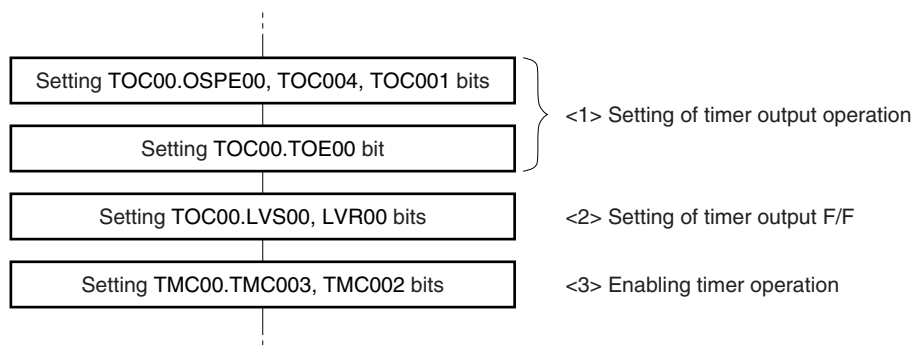 Setting TOC00.OSPE00, TOC004, TOC001 bits
<1> Setting of timer output operation
Setting TOC00.TOE00 bit
Setting TOC00.LVS00, LVR00 bits
<2> Setting of timer output F/F
Setting TMC00.TMC003, TMC002 bits
<3> Enabling timer operation